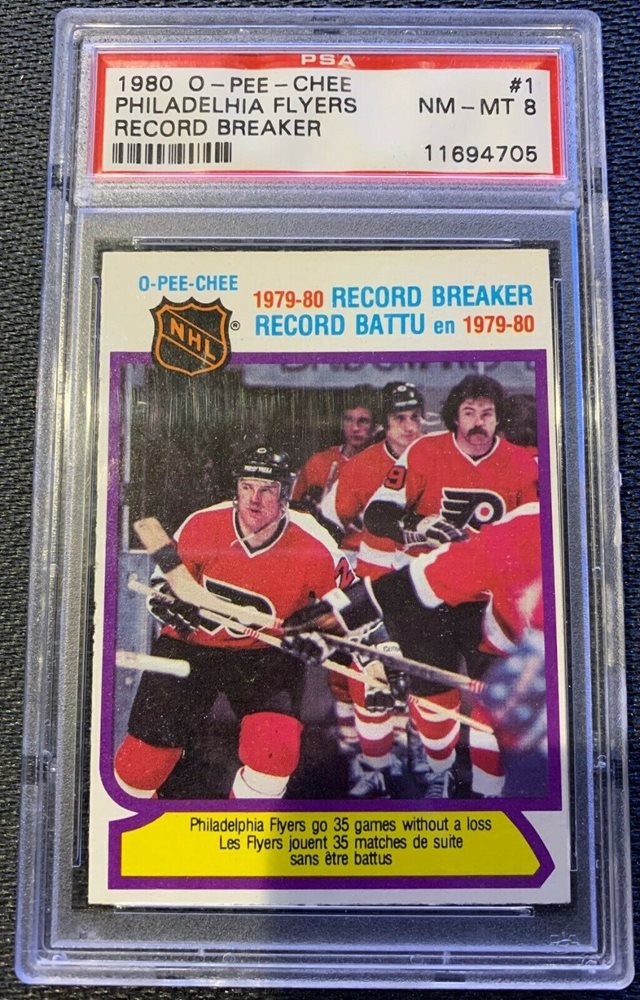 PSA
1980 O-PEE-CHEE #1
PHILADELHIA FLYERS NM-MT 8
RECORD BREAKER
11694705
O-PEE-CHEE
NHL®
1979-80 RECORD BREAKER
RECORD BATTU en 1979-80
9
Philadelphia Flyers go 35 games without a loss
Les Flyers jouent 35 matches de suite
sans être battus